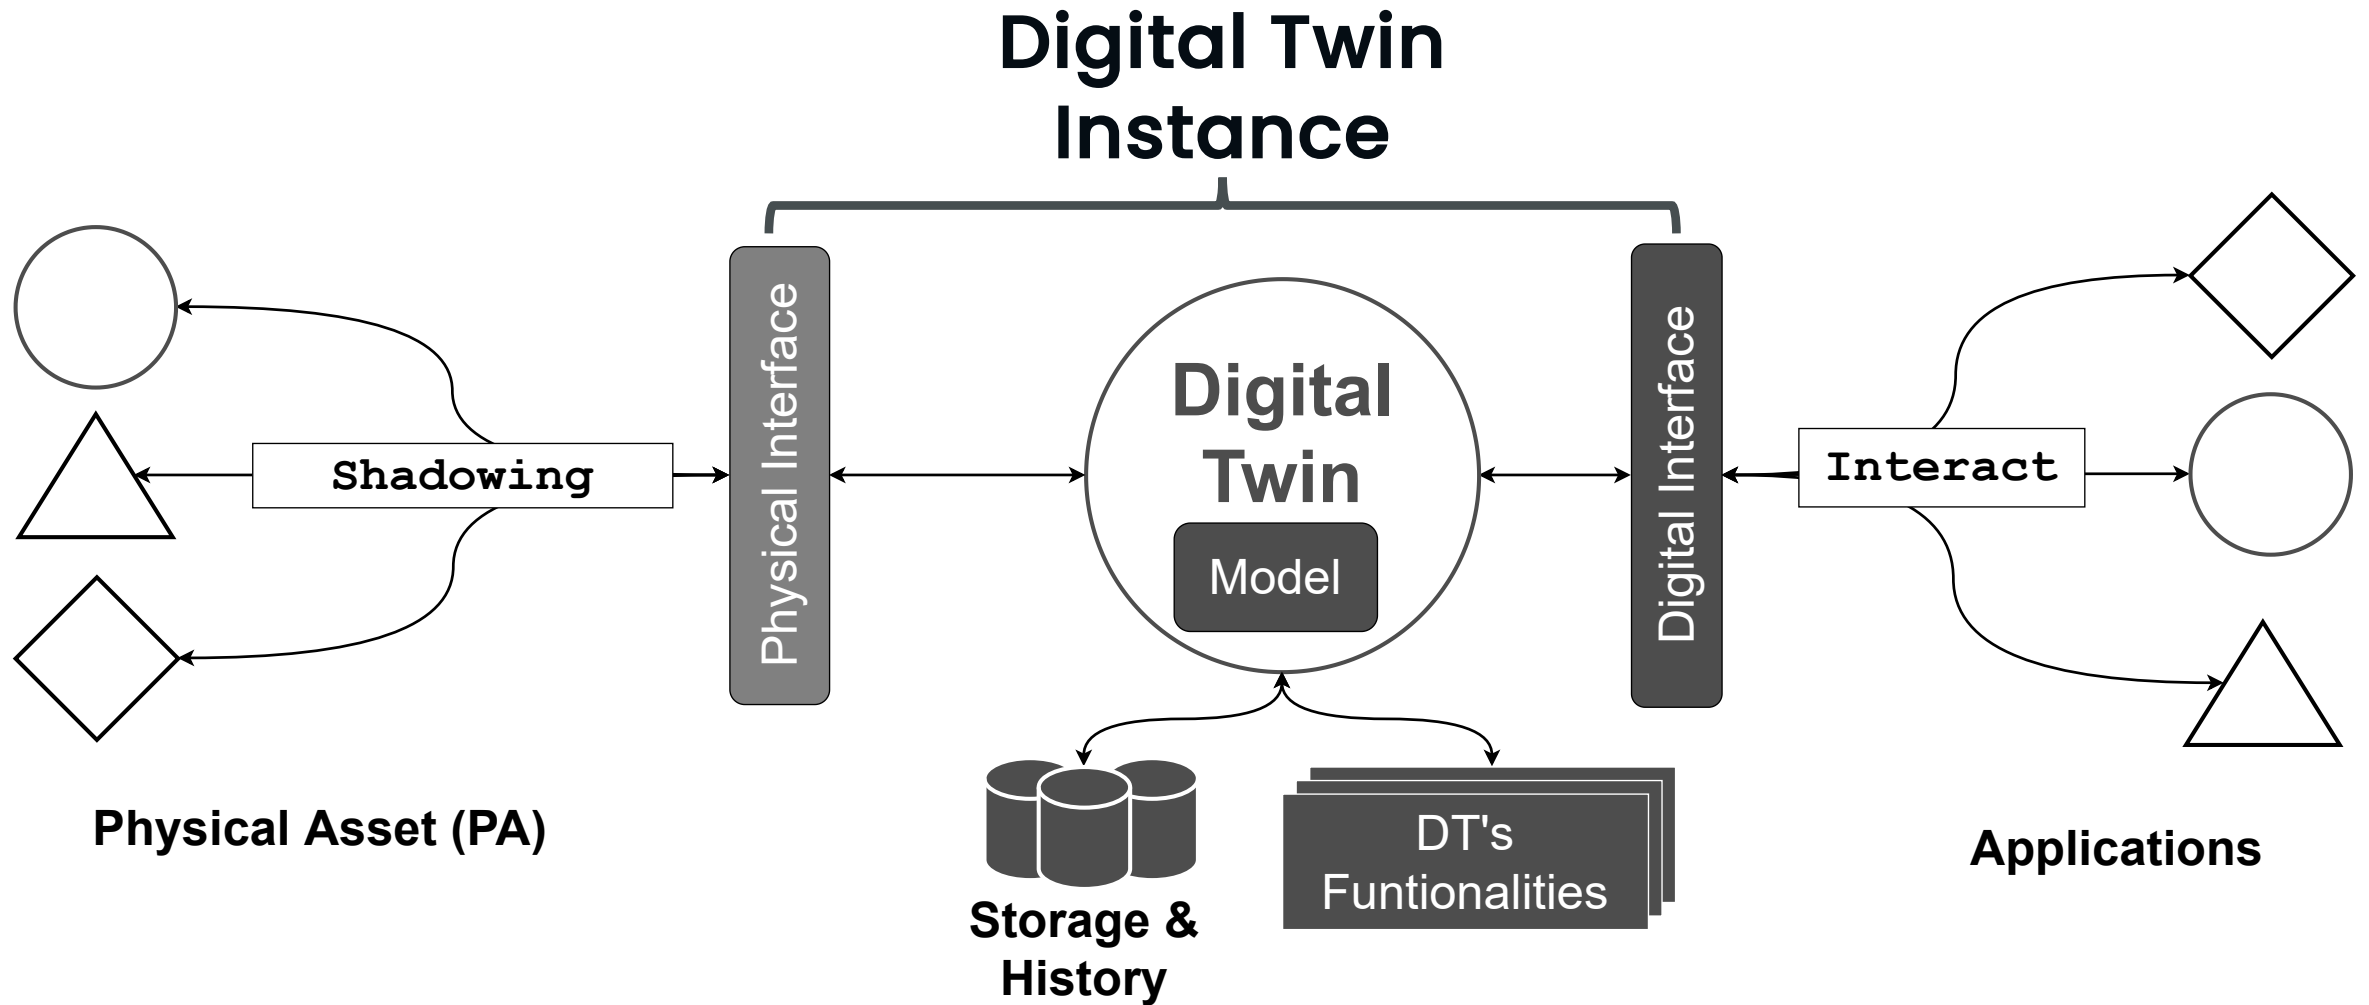 Digital Twin
Instance
Physical Interface
Shadowing
Digital
Twin
Model
Digital Interface
Interact
Physical Asset (PA)
Storage &
History
DT's
Funtionalities
Applications